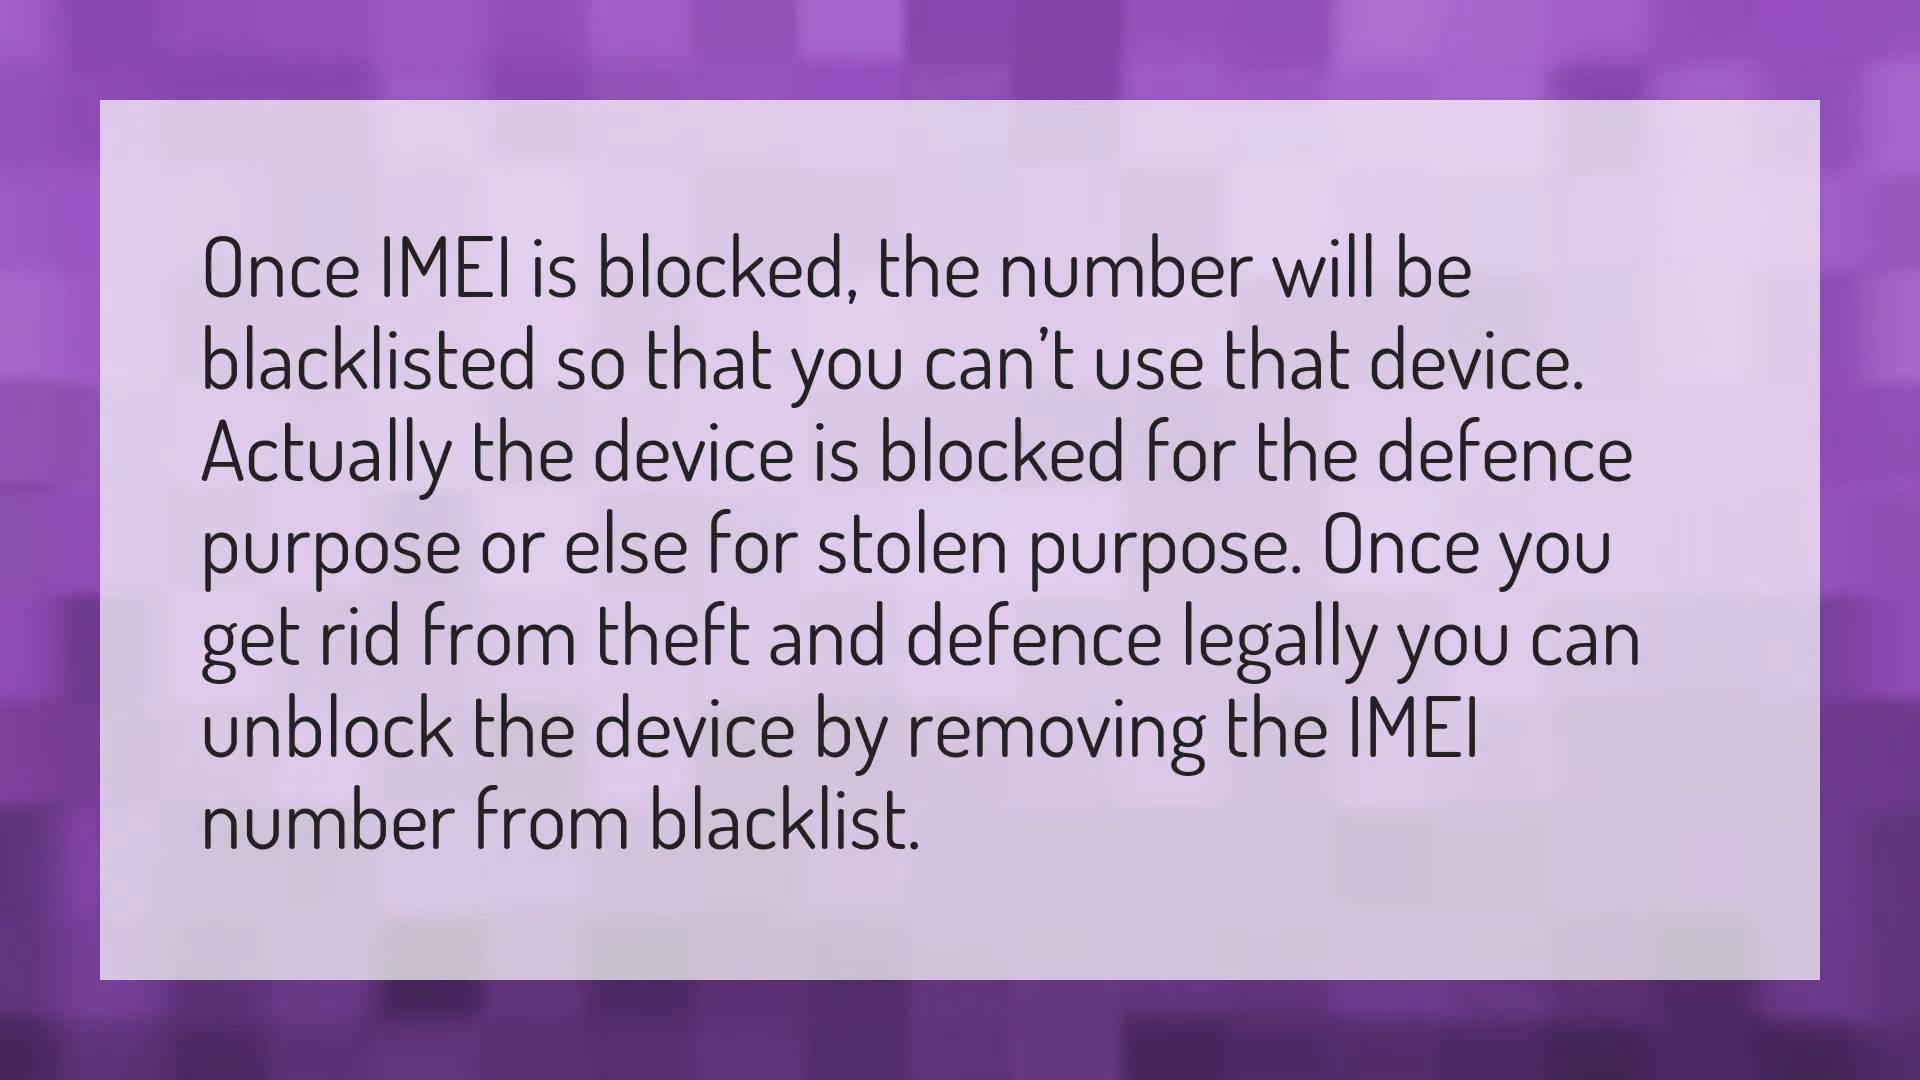 Once IMEI is blocked, the number will be
blacklisted so that you can't use that device.
Actually the device is blocked for the defence
purpose or else for stolen purpose. Once you
get rid from theft and defence legally you can
unblock the device by removing the IMEI
number from blacklist.